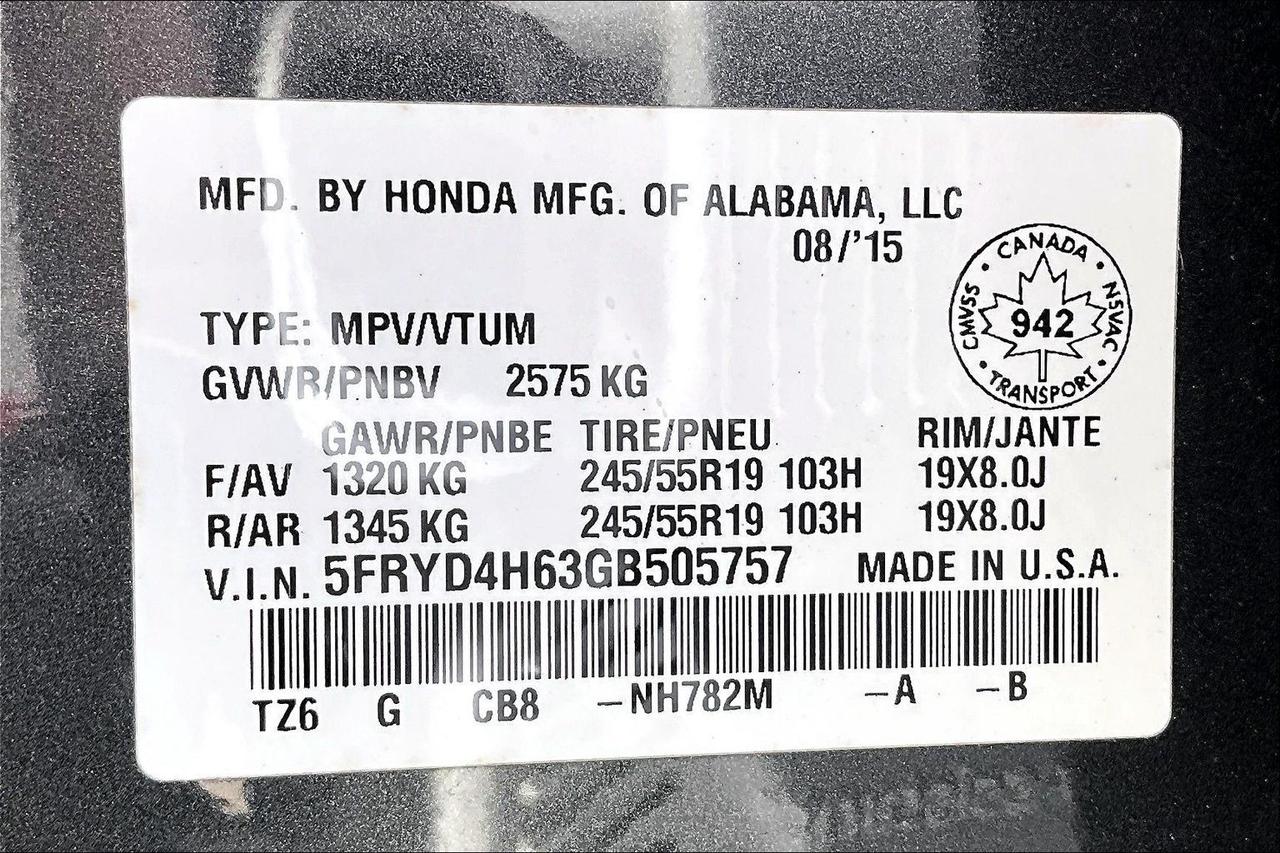 MFD. BY HONDA MFG. OF ALABAMA, LLC
08/'15
CANADA
CMVSS • NSVAC
942
TRANSPORT
TYPE: MPV/VTUM
GVWR/PNBV 2575 KG
GAWR/PNBE TIRE/PNEU RIM/JANTE
F/AV 1320 KG 245/55R19 103H 19X8.0J
R/AR 1345 KG 245/55R19 103H 19X8.0J
V.I.N. 5FRYD4H63GB505757 MADE IN U.S.A.
TZ6 G CB8 –NH782M –A –B